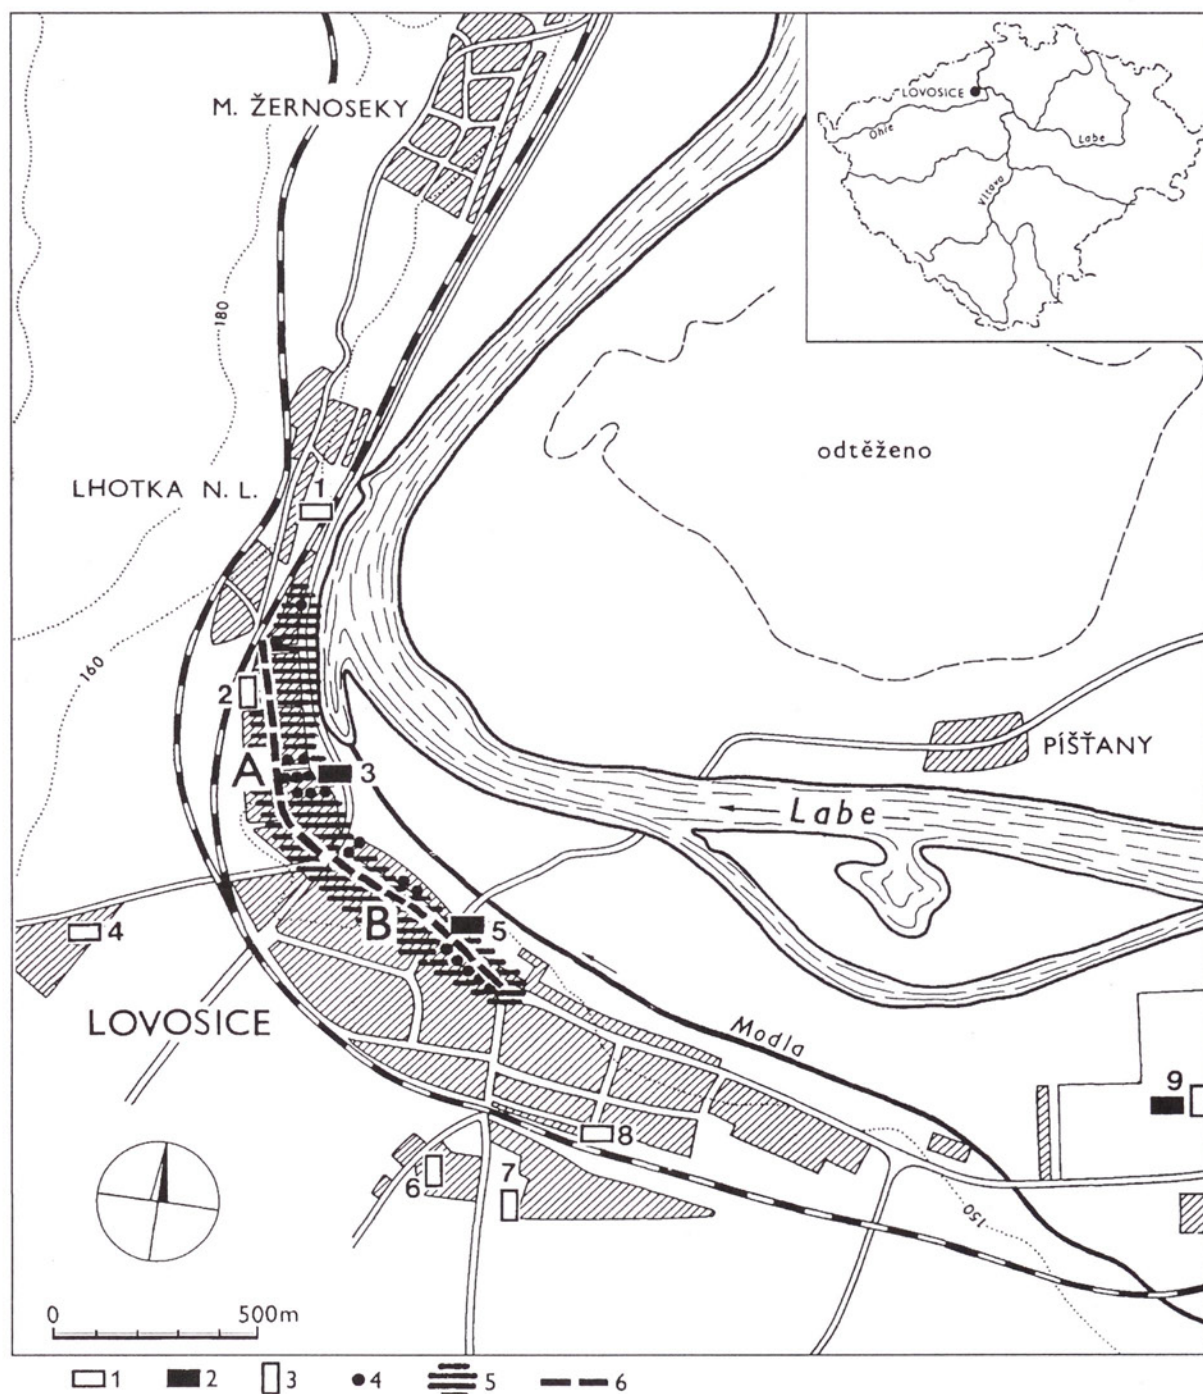 M. ŽERNOSEKY
LOVOSICE
Ohře
Labe
Vltava
180
odtěženo
LHOTKA N. L.
1
160
2
PÍŠŤANY
A
3
Labe
B
5
4
LOVOSICE
Modla
9
8
7
6
150
0 500m
1 2 3 4 5 6